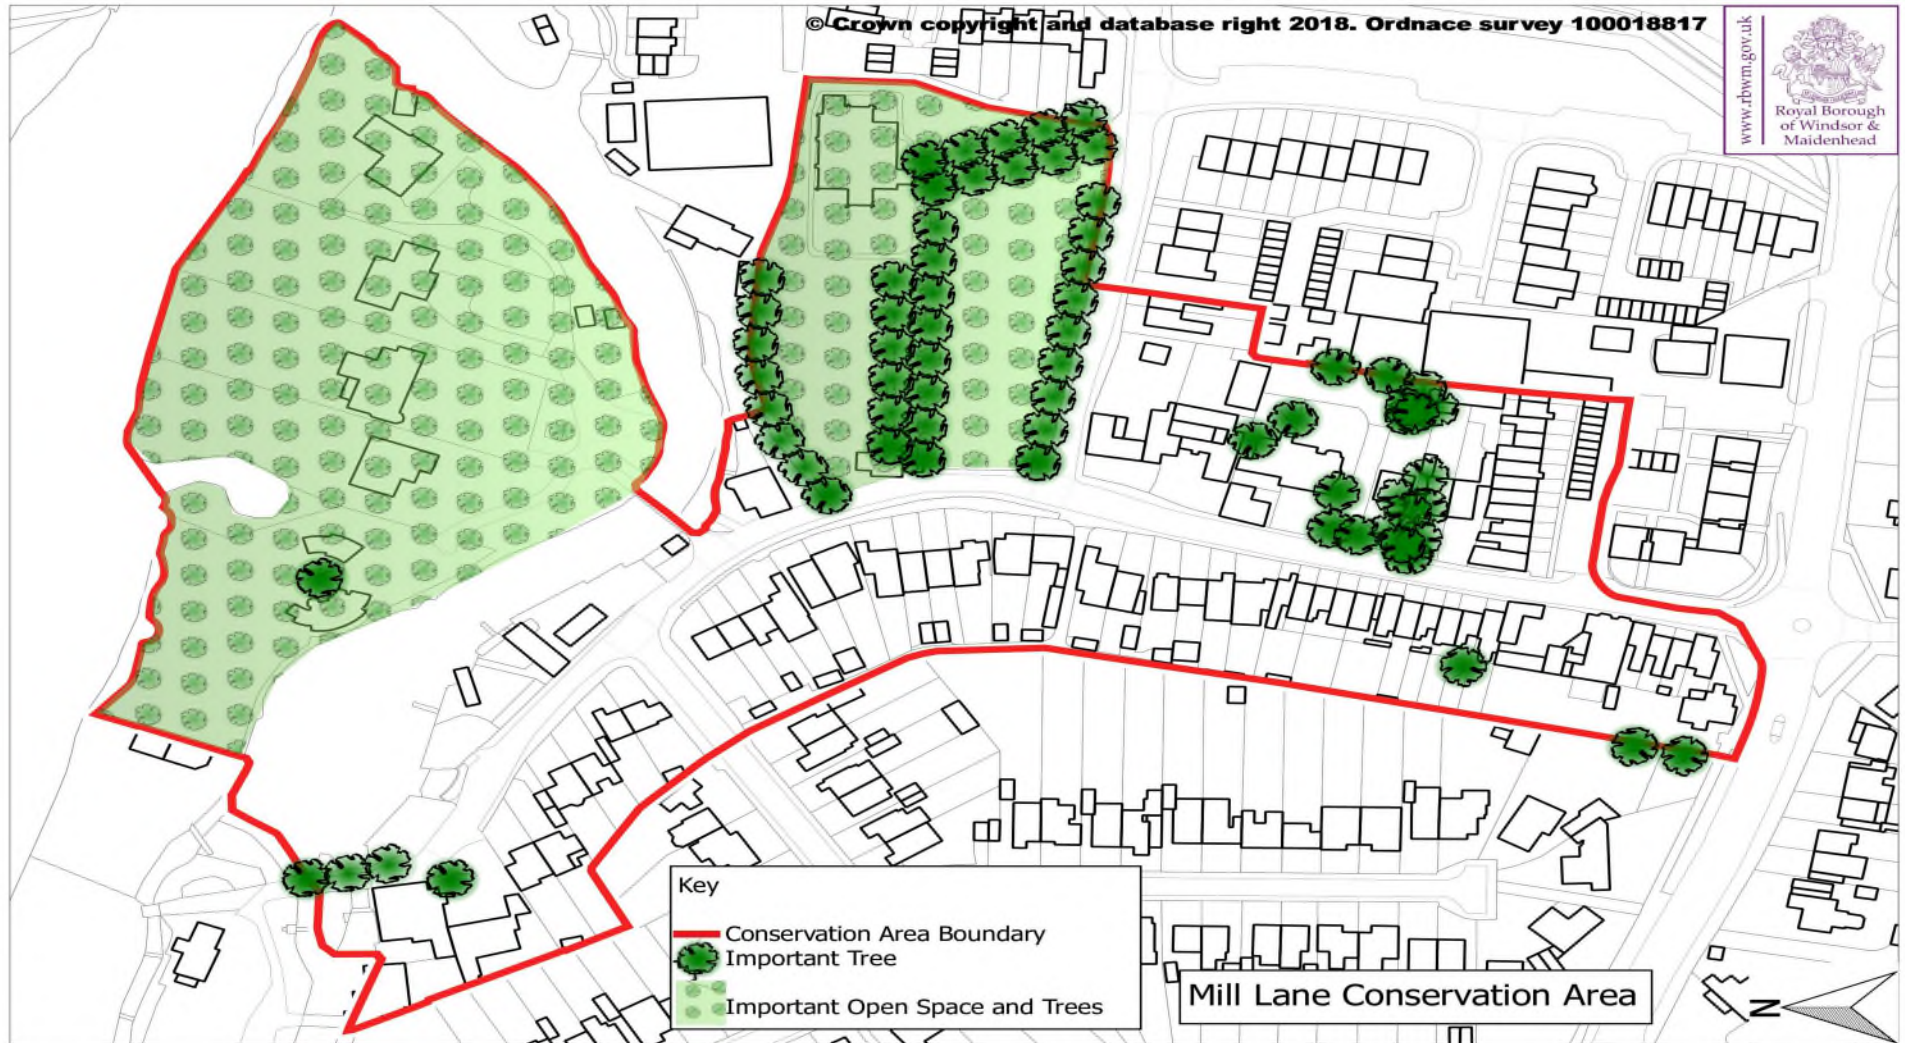 © Crown copyright and database right 2018. Ordnace survey 100018817
www.rbwm.gov.uk
Royal Borough
of Windsor &
Maidenhead
Key
Conservation Area Boundary
Important Tree
Important Open Space and Trees
Mill Lane Conservation Area
N